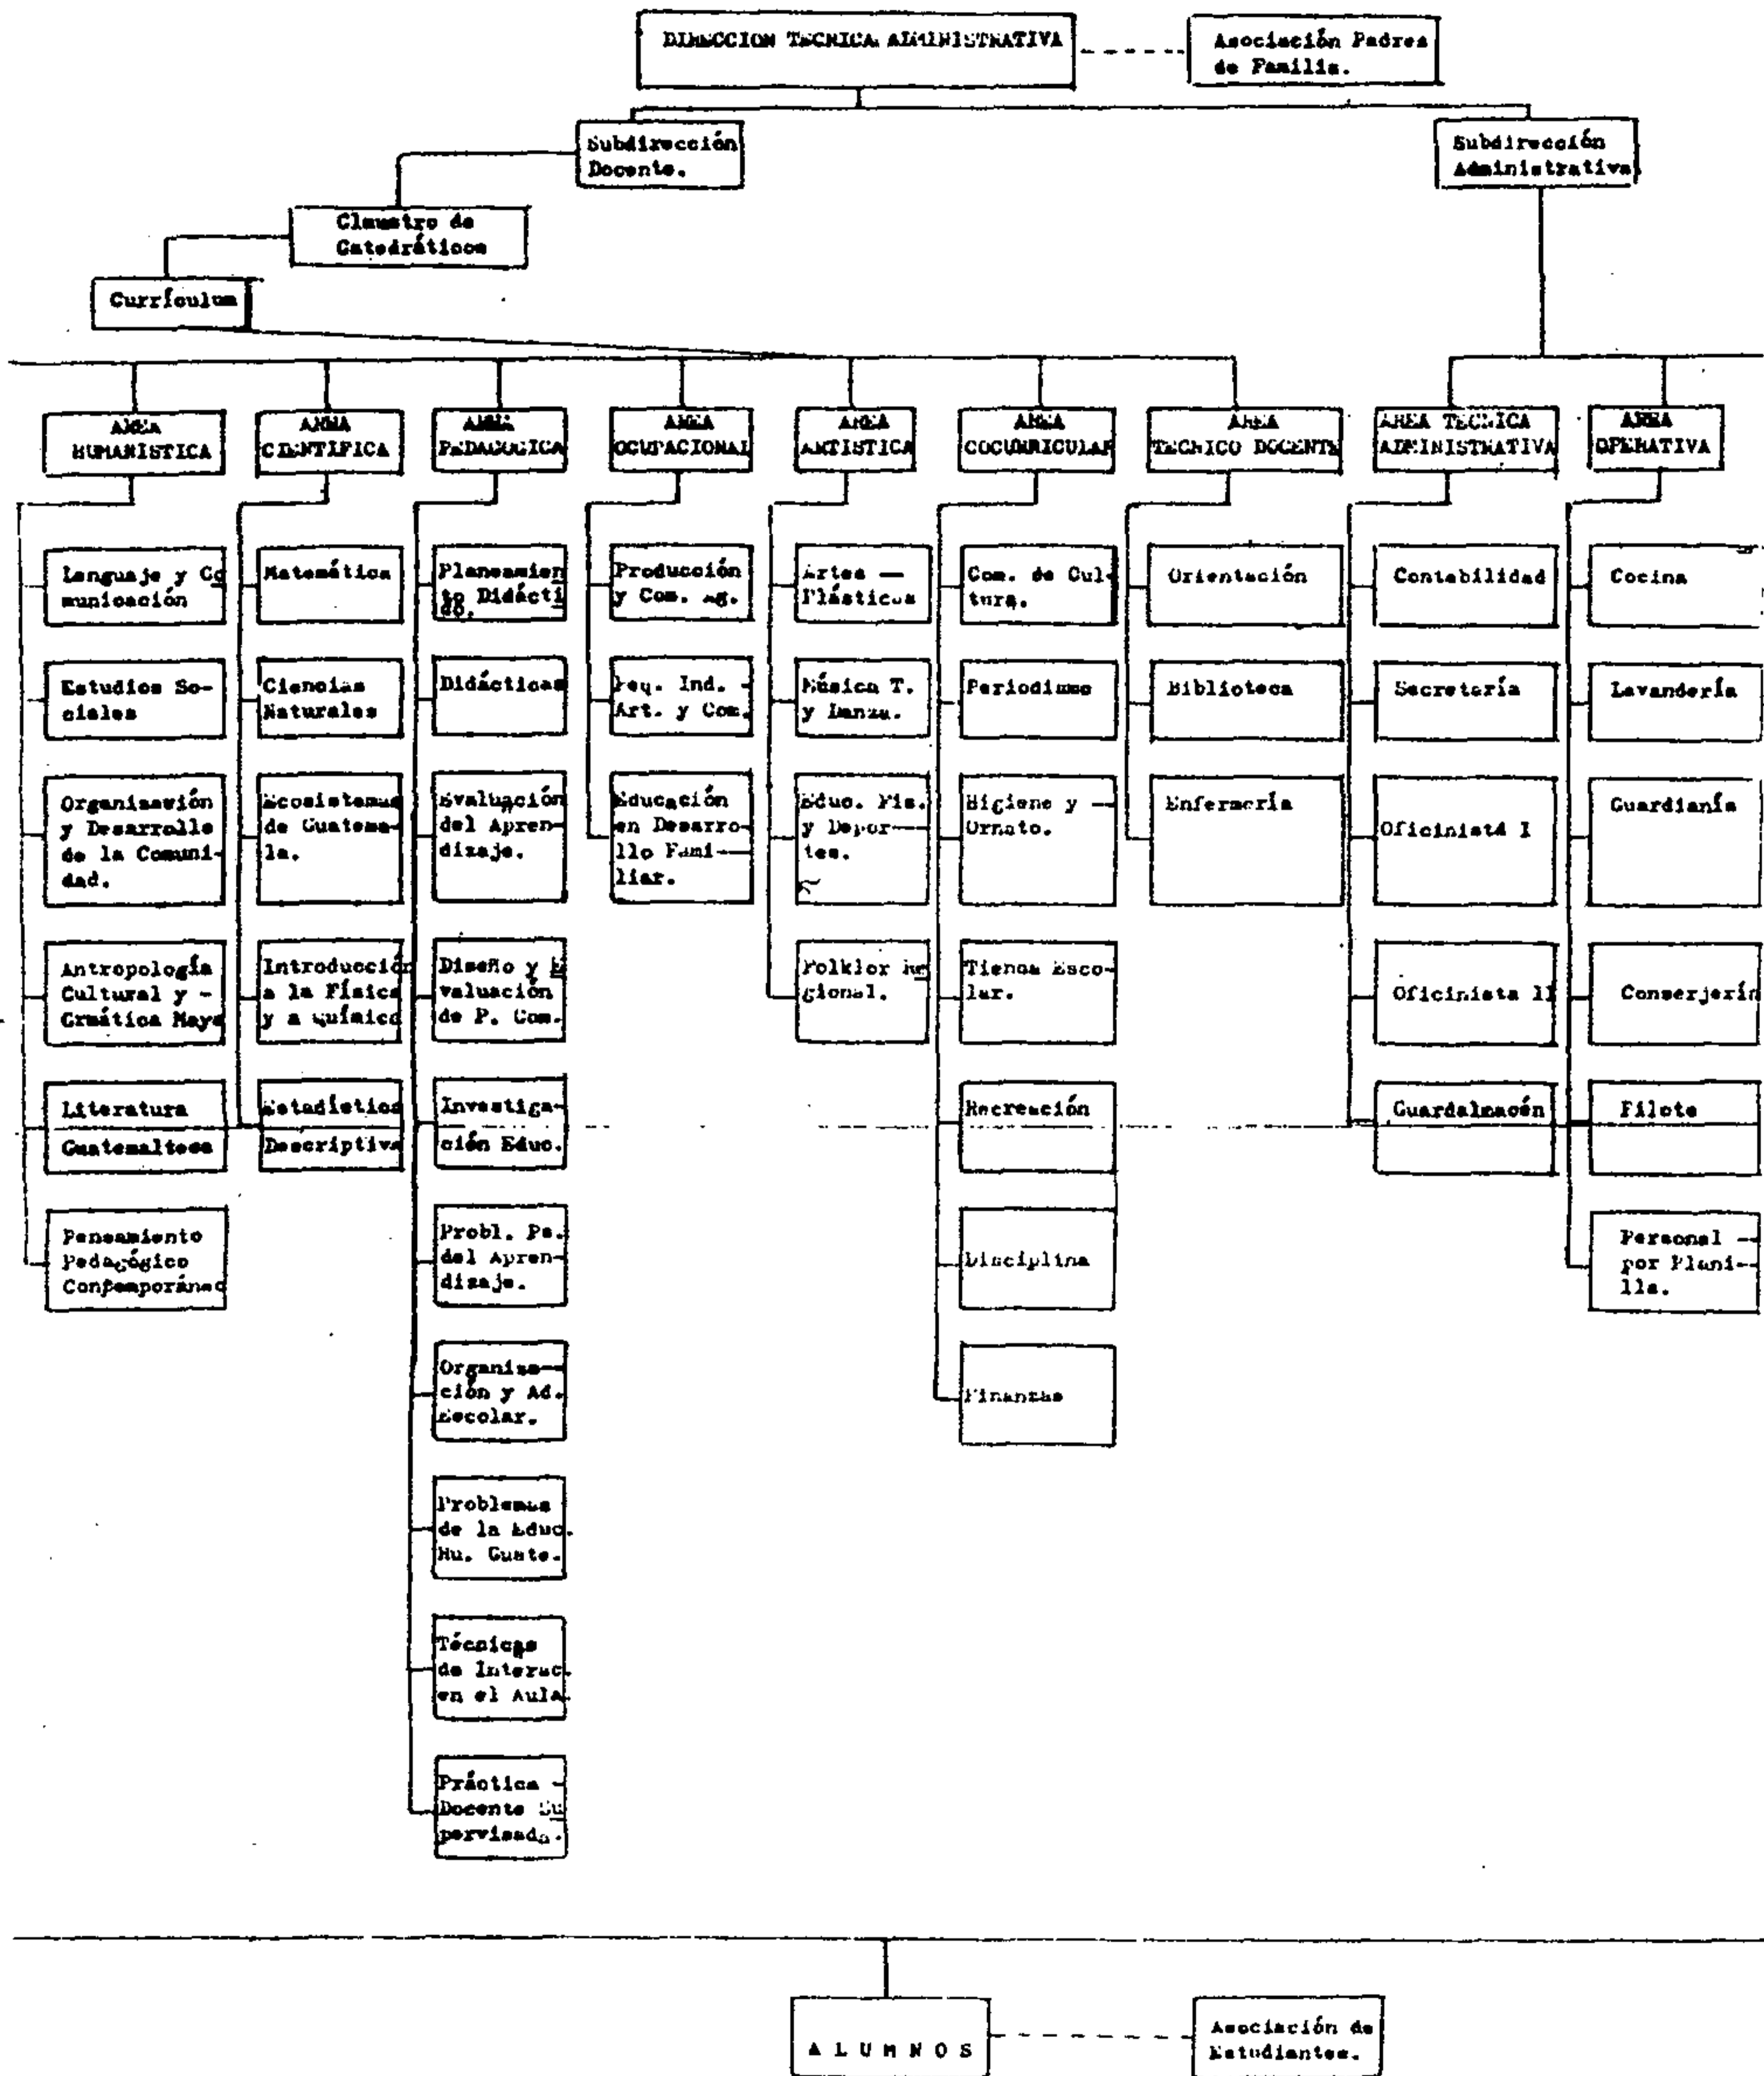 DIRECCION TECNICA ADMINISTRATIVA
Asociación Padres
de Familia.
Subdirección
Docente.
Subdirección
Administrativa
Claustro de
Catedráticos
Currículum
AREA
HUMANISTICA
AREA
CIENTIFICA
AREA
PEDAGOGICA
AREA
OCUPACIONAL
AREA
ARTISTICA
AREA
COCURRICULAR
AREA
TECNICO DOCENTE
AREA TECNICA
ADMINISTRATIVA
AREA
OPERATIVA
Lenguaje y Co
municación
Estudios So-
ciales
Organización
y Desarrollo
de la Comuni-
dad.
Antropología
Cultural y -
Grmática Maya
Literatura
Guatemalteca
Pensamiento
Pedagógico
Contemporáneo
Matemática
Ciencias
Naturales
Ecosistemas
de Guatema-
la.
Introducción
a la Física
y a Químico
Estadística
Descriptiva
Planeamien
to Didácti
do.
Didácticas
Evaluación
del Apren-
dizaje.
Diseño y E
valuación
de P. Com.
Investiga-
ción Educ.
Probl. Ps.
del Apren-
dizaje.
Organiza-
ción y Ad.
Escolar.
Problemas
de la Educ.
Guate.
Técnicas
de Interac.
en el Aula.
Práctica -
Docente Su
pervisada.
Producción
y Com. Ag.
Peq. Ind. -
Art. y Com.
Educación
en Desarro-
llo Fami-
liar.
Artes —
Plásticas
Música T.
y Danza.
Educ. Fis.
y Depor-
tes.
Folklor Re
gional.
Com. de Cul-
tura.
Periodismo
Higiene y —
Ornato.
Tienda Esco-
lar.
Recreación
Disciplina
Finanzas
Orientación
Biblioteca
Enfermería
Contabilidad
Secretaría
Oficinista I
Oficinista II
Guardalmacén
Cocina
Lavandería
Guardianía
Conserjería
Piloto
Personal —
por Plani-
lla.
A L U M N O S
Asociación de
Estudiantes.